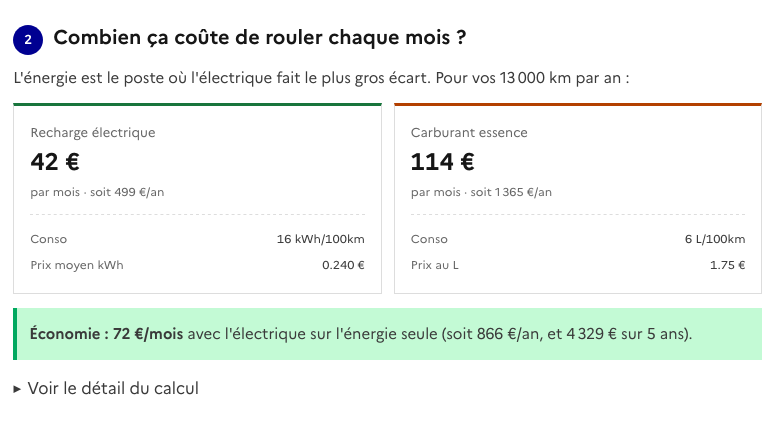 2 Combien ça coûte de rouler chaque mois ?
L'énergie est le poste où l'électrique fait le plus gros écart. Pour vos 13 000 km par an :
Recharge électrique
42 €
par mois · soit 499 €/an
Conso 16 kWh/100km
Prix moyen kWh 0.240 €
Carburant essence
114 €
par mois · soit 1 365 €/an
Conso 6 L/100km
Prix au L 1.75 €
Économie : 72 €/mois avec l'électrique sur l'énergie seule (soit 866 €/an, et 4 329 € sur 5 ans).
▸ Voir le détail du calcul